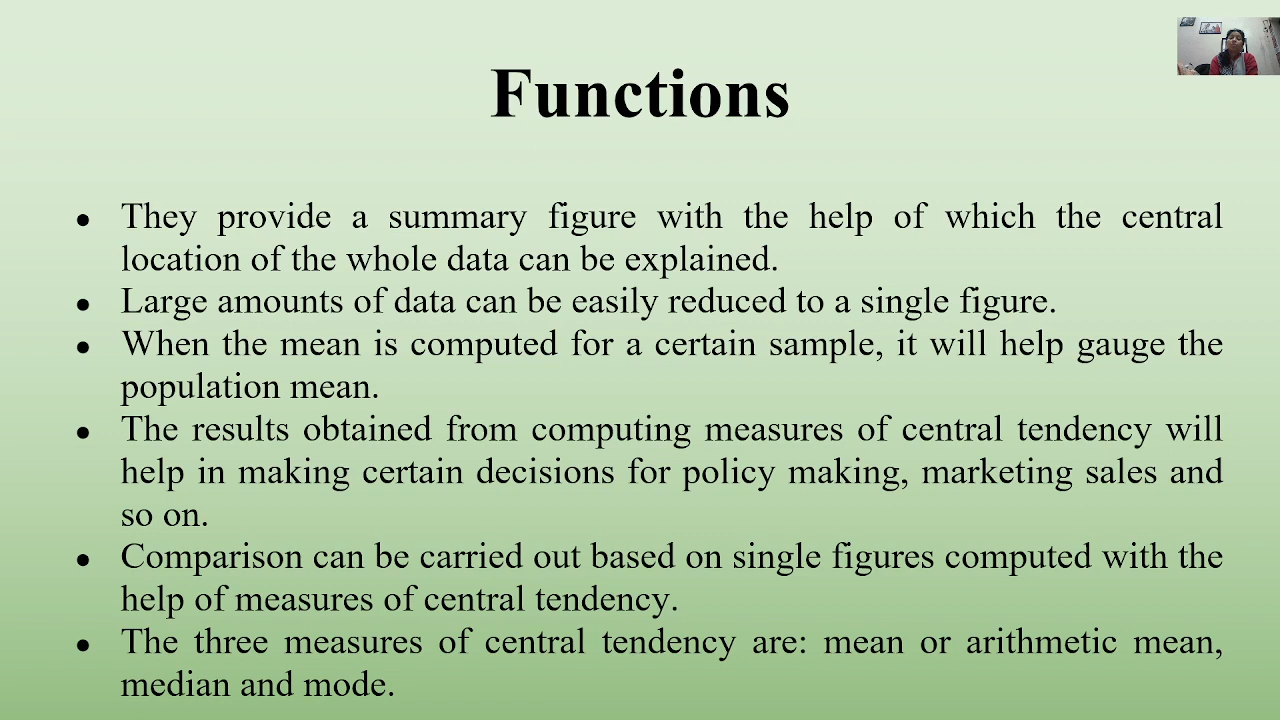 Functions
● They provide a summary figure with the help of which the central
location of the whole data can be explained.
● Large amounts of data can be easily reduced to a single figure.
● When the mean is computed for a certain sample, it will help gauge the
population mean.
● The results obtained from computing measures of central tendency will
help in making certain decisions for policy making, marketing sales and
so on.
● Comparison can be carried out based on single figures computed with the
help of measures of central tendency.
● The three measures of central tendency are: mean or arithmetic mean,
median and mode.